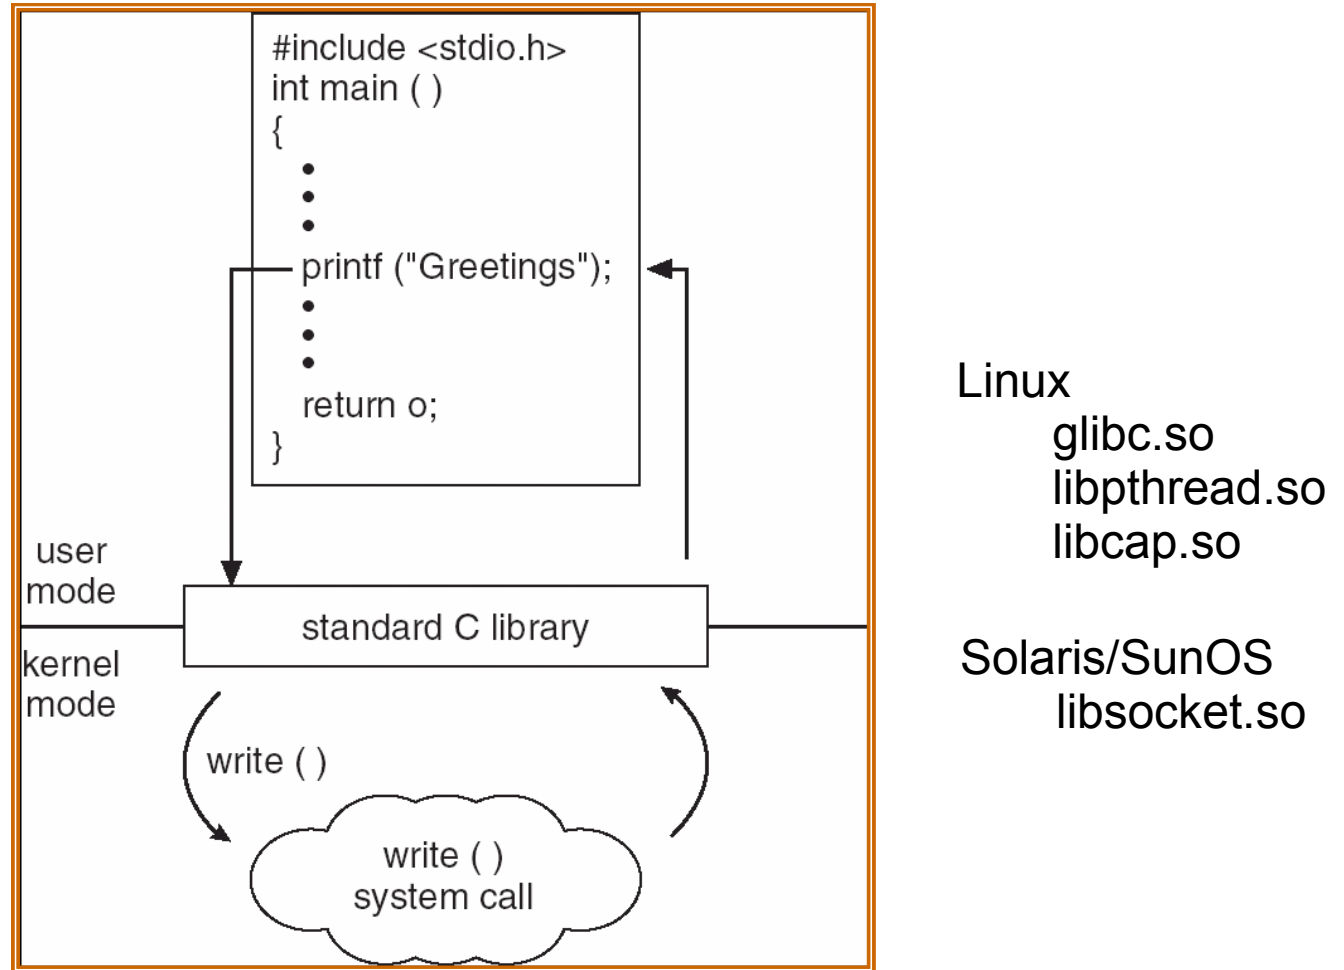 #include <stdio.h>
int main ( )
{
•
•
•
printf ("Greetings");
•
•
•
return o;
}
user
mode
standard C library
kernel
mode
write ( )
write ( )
system call
Linux
glibc.so
libpthread.so
libcap.so
Solaris/SunOS
libsocket.so